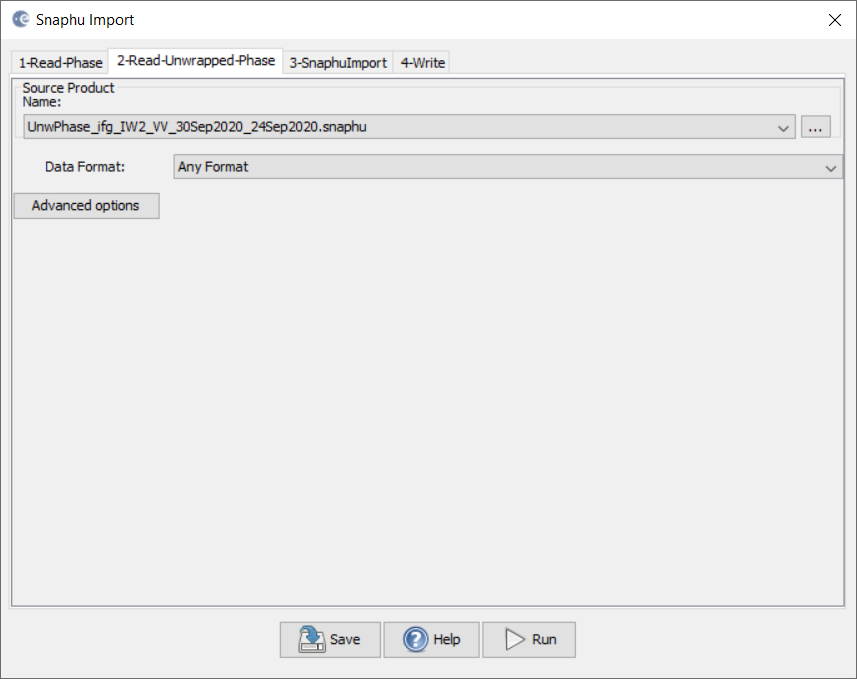 Snaphu Import
1-Read-Phase 2-Read-Unwrapped-Phase 3-SnaphuImport 4-Write
Source Product
Name:
UnwPhase_ifg_IW2_VV_30Sep2020_24Sep2020.snaphu ...
Data Format: Any Format
Advanced options
Save Help Run